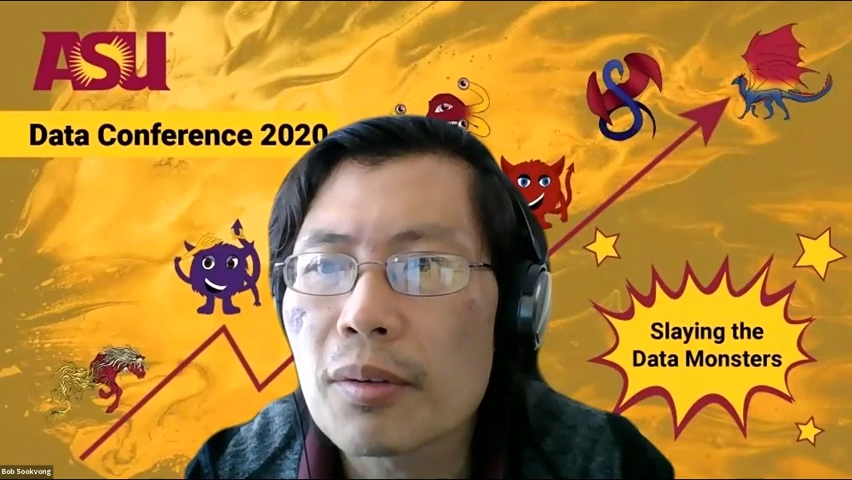 ASU
Data Conference 2020
Slaying the
Data Monsters
Bob Sookvong